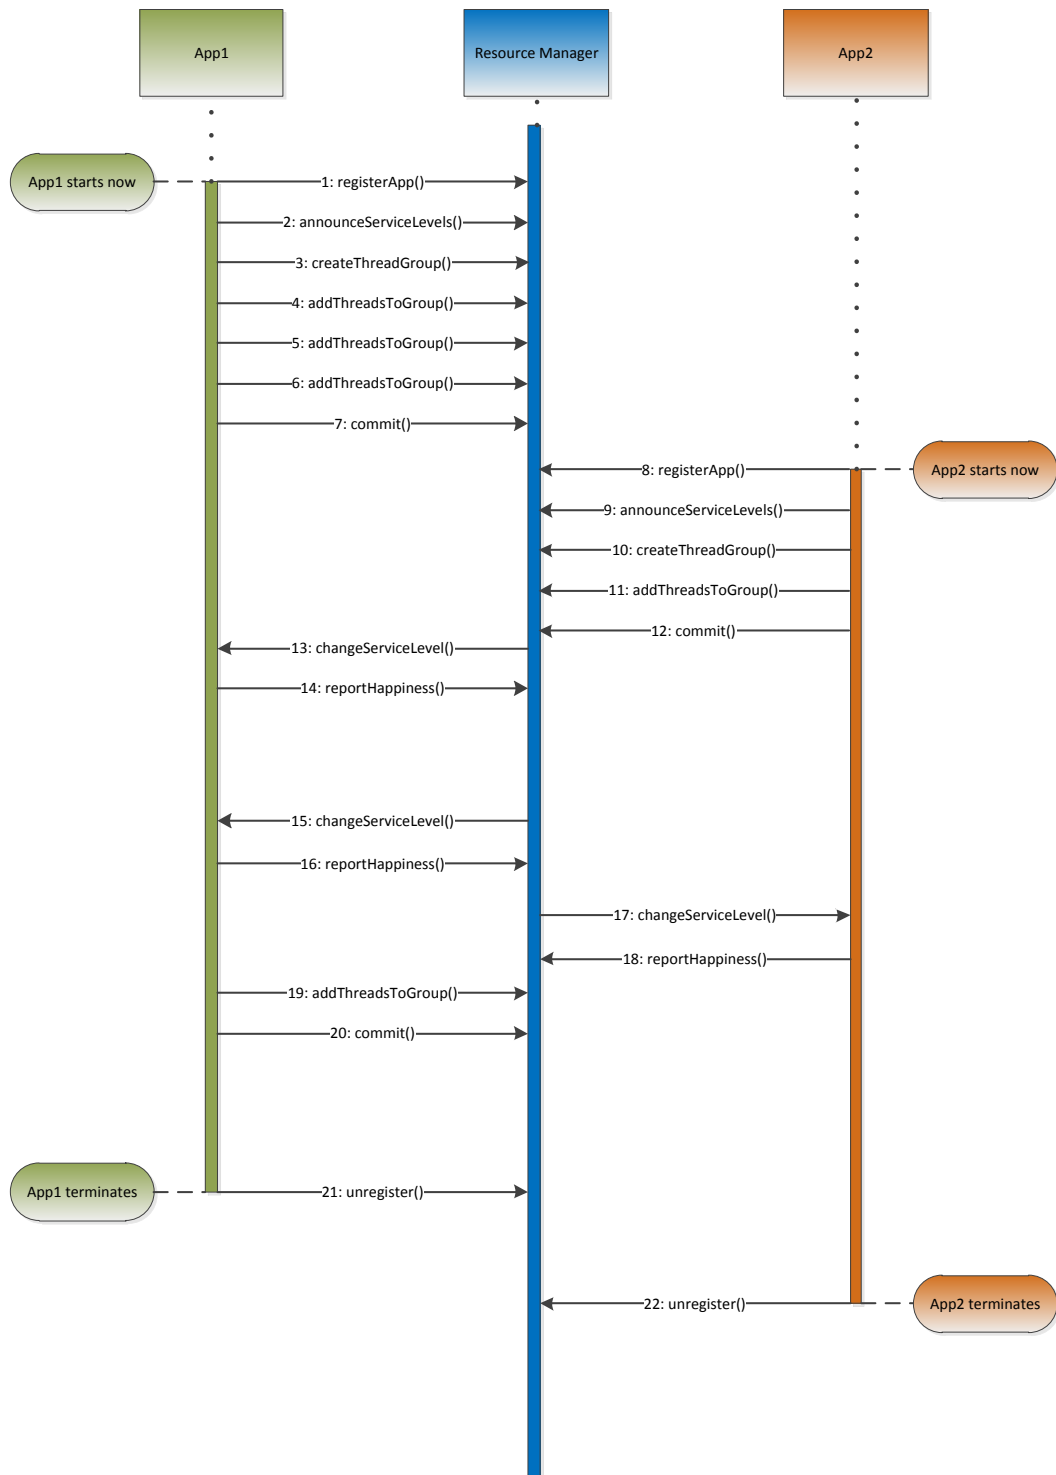 App1
Resource Manager
App2
App1 starts now
1: registerApp()
2: announceServiceLevels()
3: createThreadGroup()
4: addThreadsToGroup()
5: addThreadsToGroup()
6: addThreadsToGroup()
7: commit()
8: registerApp()
App2 starts now
9: announceServiceLevels()
10: createThreadGroup()
11: addThreadsToGroup()
12: commit()
13: changeServiceLevel()
14: reportHappiness()
15: changeServiceLevel()
16: reportHappiness()
17: changeServiceLevel()
18: reportHappiness()
19: addThreadsToGroup()
20: commit()
App1 terminates
21: unregister()
22: unregister()
App2 terminates